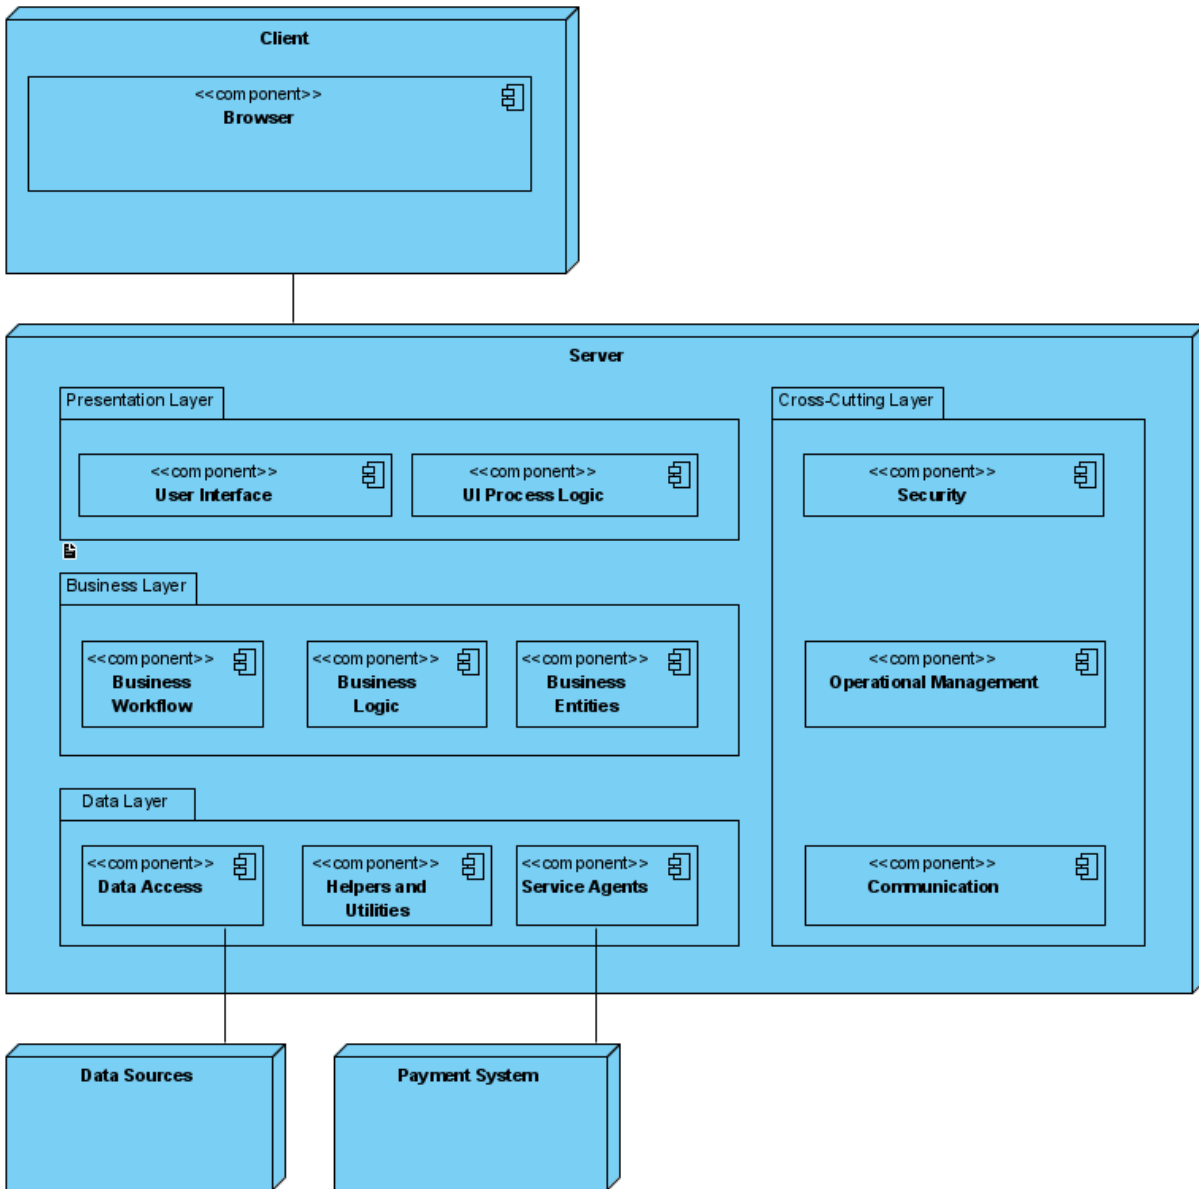 Client
<<component>>
Browser
Server
Presentation Layer
<<component>>
User Interface
<<component>>
UI Process Logic
Cross-Cutting Layer
<<component>>
Security
Business Layer
<<component>>
Business
Workflow
<<component>>
Business
Logic
<<component>>
Business
Entities
<<component>>
Operational Management
Data Layer
<<component>>
Data Access
<<component>>
Helpers and
Utilities
<<component>>
Service Agents
<<component>>
Communication
Data Sources
Payment System